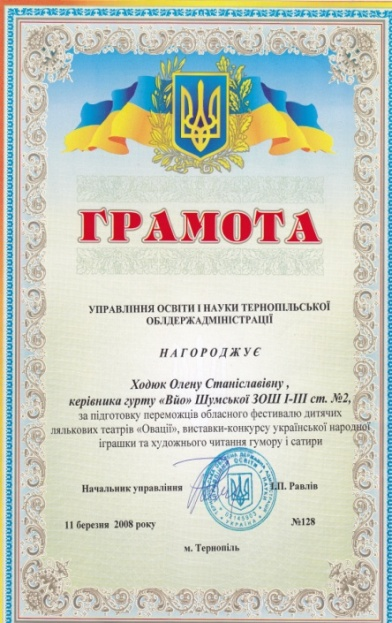 ГРАМОТА
УПРАВЛІННЯ ОСВІТИ І НАУКИ ТЕРНОПІЛЬСЬКОЇ
ОБЛДЕРЖАДМІНІСТРАЦІЇ
НАГОРОДЖУЄ
Ходюк Олену Станіславівну ,
керівника гурту «Вйо» Шумської ЗОШ І-ІІІ ст. №2,
за підготовку переможців обласного фестивалю дитячих
лялькових театрів «Овації», виставки-конкурсу української народної
іграшки та художнього читання гумору і сатири
Начальник управління І.П. Равлів
11 березня 2008 року №128
м. Тернопіль